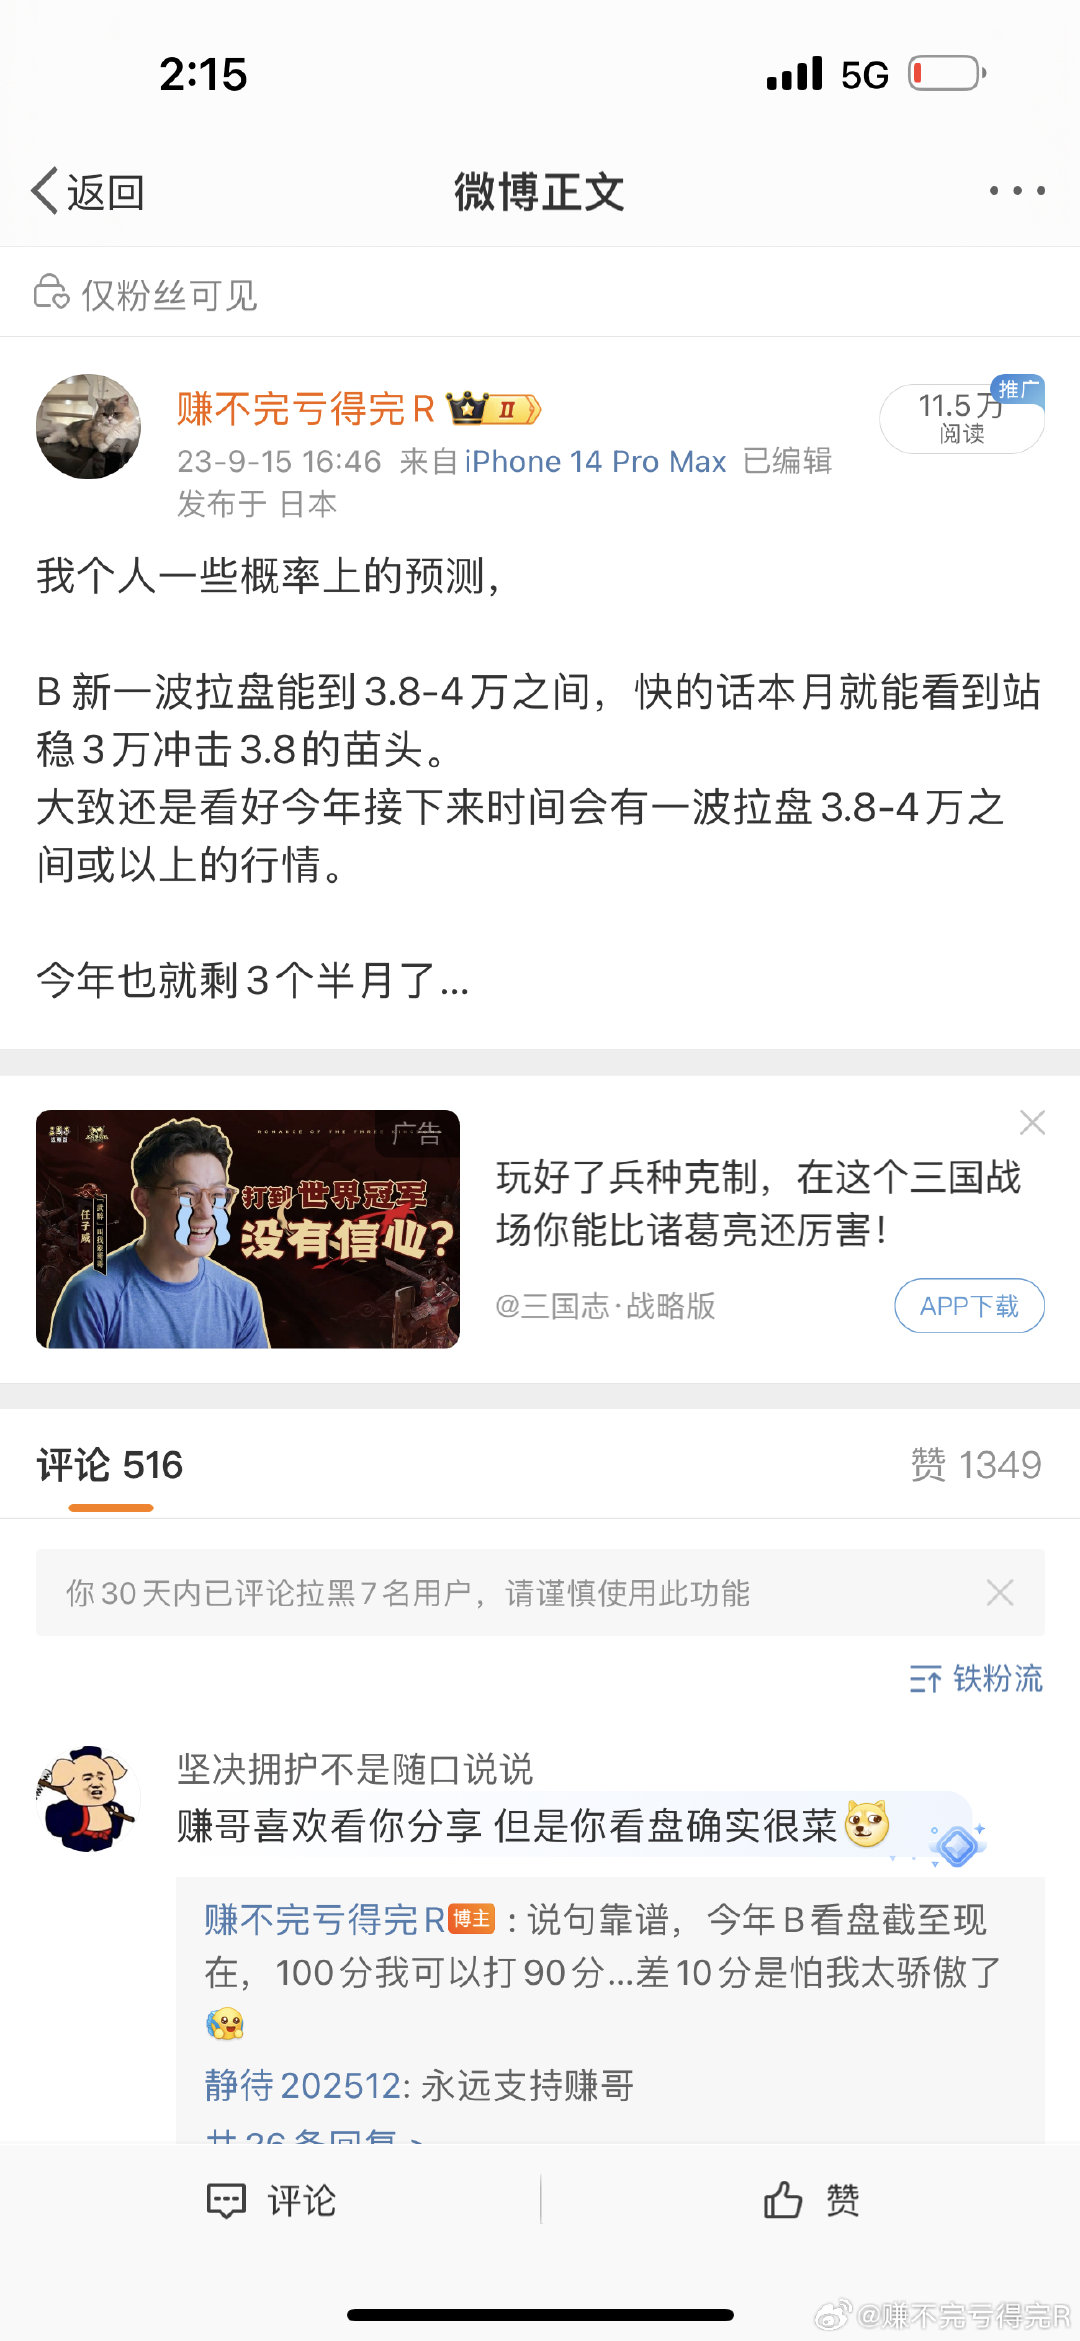 2:15
5G
返回
微博正文
仅粉丝可见
赚不完亏得完R
II
推广
11.5万
阅读
23-9-15 16:46 来自 iPhone 14 Pro Max 已编辑
发布于 日本
我个人一些概率上的预测，
B 新一波拉盘能到3.8-4万之间，快的话本月就能看到站
稳3万冲击3.8的苗头。
大致还是看好今年接下来时间会有一波拉盘3.8-4万之
间或以上的行情。
今年也就剩3个半月了...
广告
ROMANCE OF THE THREE
任子威
打到世界冠军
没有信心?
玩好了兵种克制，在这个三国战
场你能比诸葛亮还厉害！
@三国志·战略版
APP下载
评论 516
赞 1349
你30天内已评论拉黑7名用户，请谨慎使用此功能
铁粉流
坚决拥护不是随口说说
赚哥喜欢看你分享 但是你看盘确实很菜
赚不完亏得完R 博主 : 说句靠谱，今年B看盘截至现
在，100分我可以打90分...差10分是怕我太骄傲了
静待202512: 永远支持赚哥
共26条回复 >
评论
赞
@赚不完亏得完R